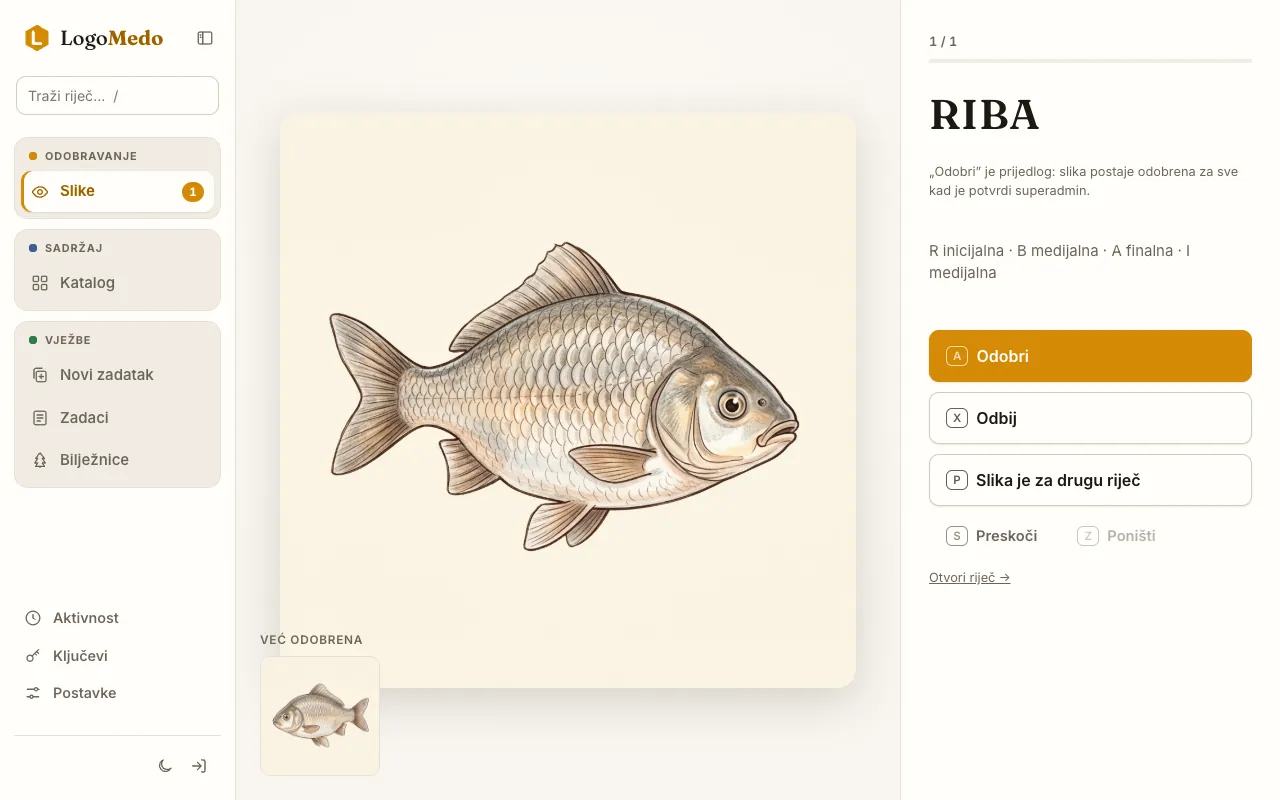 LogoMedo
Traži riječ... /
ODOBRAVANJE
Slike 1
SADRŽAJ
Katalog
VJEŽBE
Novi zadatak
Zadaci
Bilježnice
Aktivnost
Ključevi
Postavke
VEĆ ODOBRENA
1 / 1
RIBA
„Odobri” je prijedlog: slika postaje odobrena za sve
kad je potvrdi superadmin.
R inicijalna · B medijalna · A finalna · I
medijalna
A Odobri
X Odbij
P Slika je za drugu riječ
S Preskoči Z Poništi
Otvori riječ →